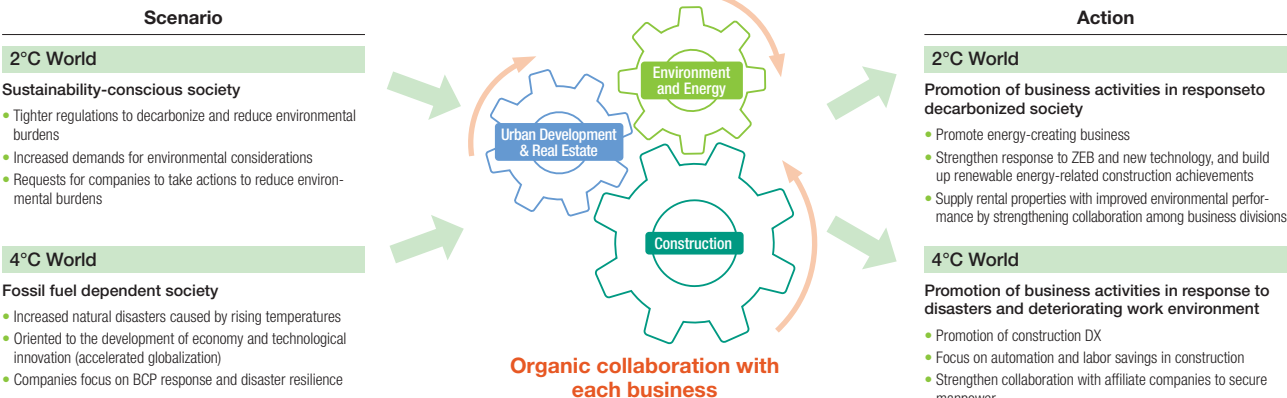 Scenario
2°C World
Sustainability-conscious society
• Tighter regulations to decarbonize and reduce environmental
burdens
• Increased demands for environmental considerations
• Requests for companies to take actions to reduce environ-
mental burdens
4°C World
Fossil fuel dependent society
• Increased natural disasters caused by rising temperatures
• Oriented to the development of economy and technological
innovation (accelerated globalization)
• Companies focus on BCP response and disaster resilience
Environment
and Energy
Urban Development
& Real Estate
Construction
Organic collaboration with
each business
Action
2°C World
Promotion of business activities in responseto
decarbonized society
• Promote energy-creating business
• Strengthen response to ZEB and new technology, and build
up renewable energy-related construction achievements
• Supply rental properties with improved environmental perfor-
mance by strengthening collaboration among business divisions
4°C World
Promotion of business activities in response to
disasters and deteriorating work environment
• Promotion of construction DX
• Focus on automation and labor savings in construction
• Strengthen collaboration with affiliate companies to secure
manpower